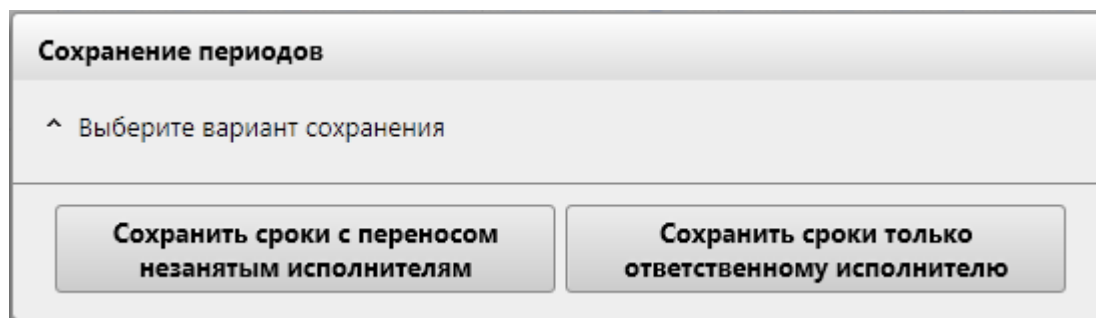 Сохранение периодов
Выберите вариант сохранения
Сохранить сроки с переносом
незанятым исполнителям
Сохранить сроки только
ответственному исполнителю